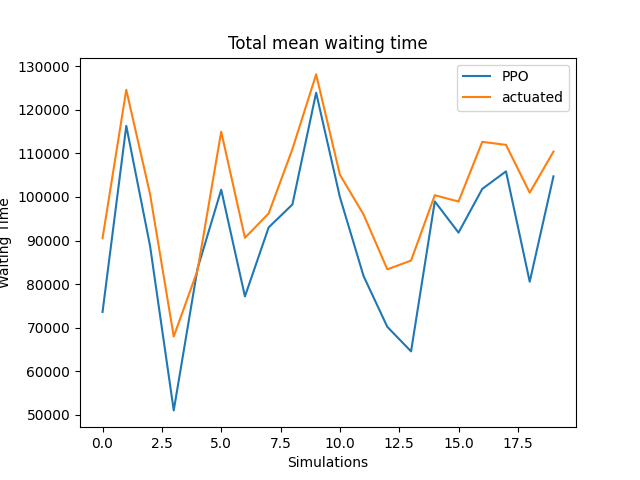 Total mean waiting time
130000
120000
110000
100000
90000
80000
70000
60000
50000
Waiting Time
PPO
actuated
0.0 2.5 5.0 7.5 10.0 12.5 15.0 17.5
Simulations